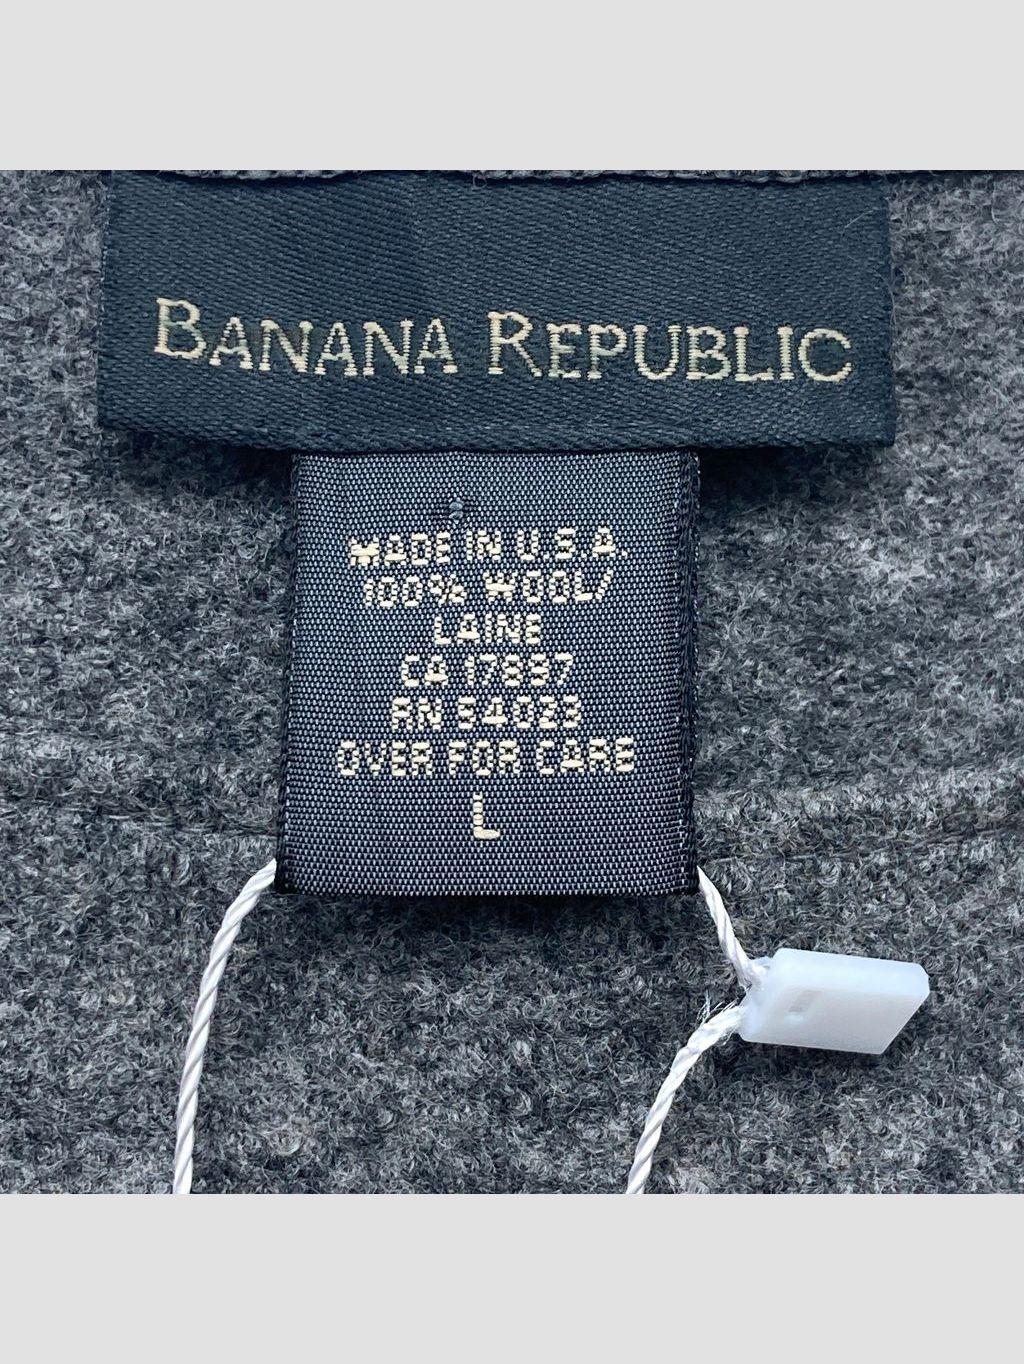 BANANA REPUBLIC
MADE IN U.S.A.
100% WOOL/
LAINE
CA 17897
RN 54023
OVER FOR CARE
L